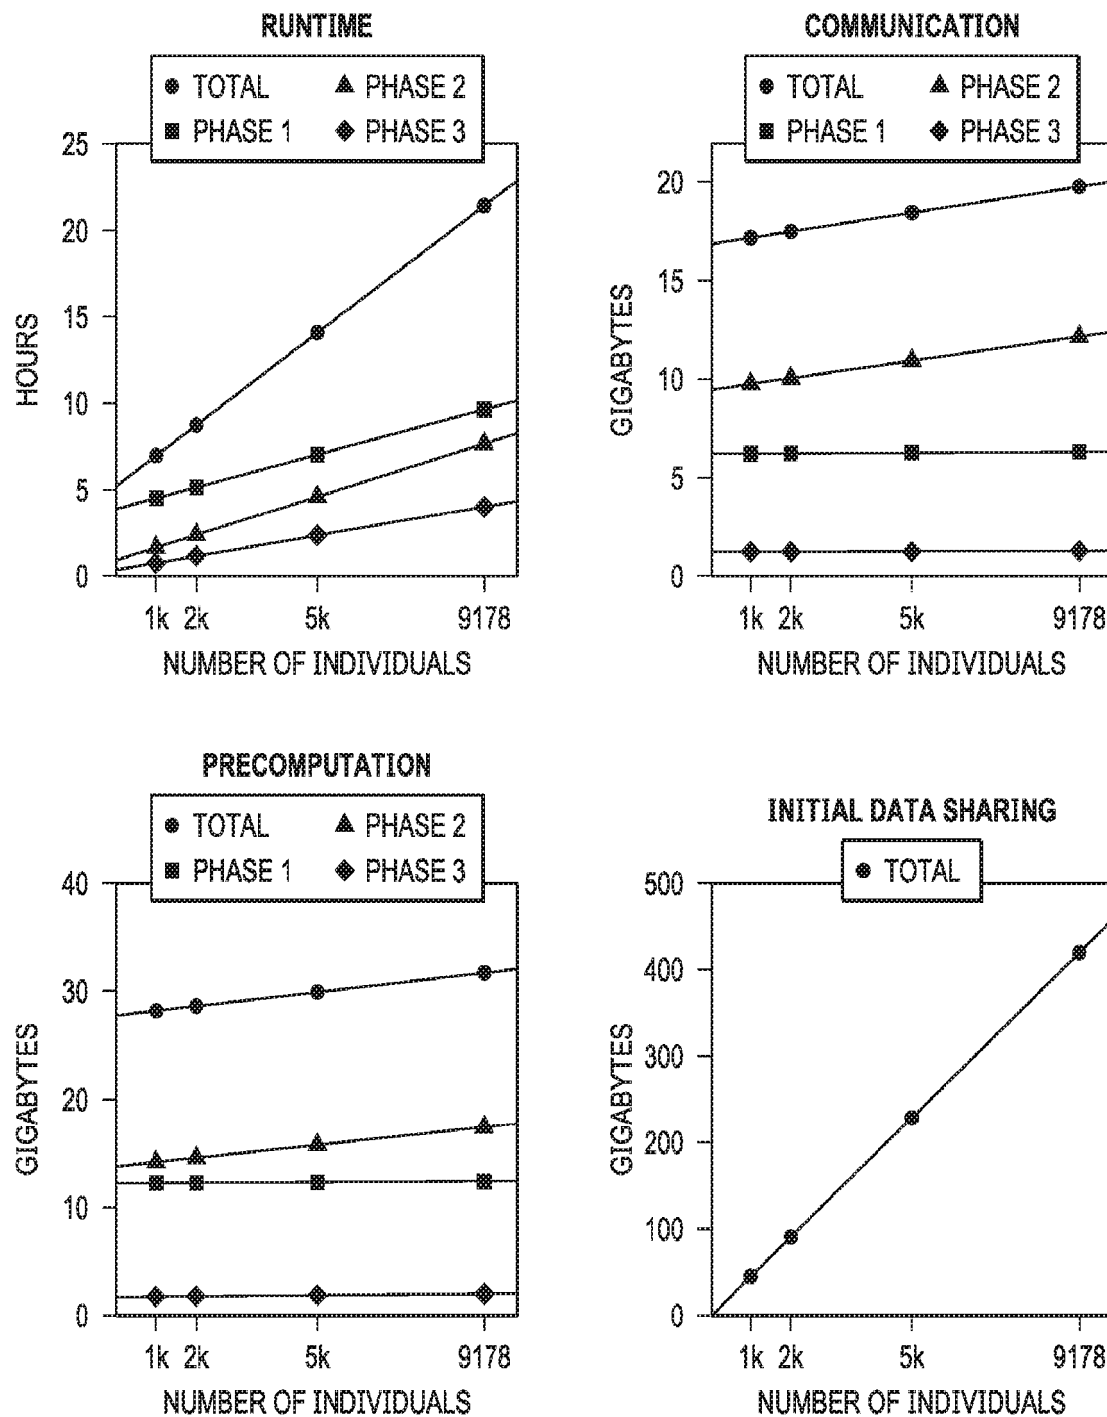 RUNTIME
TOTAL PHASE 2
PHASE 1 PHASE 3
25
20
15
10
5
0
HOURS
1k 2k 5k 9178
NUMBER OF INDIVIDUALS
COMMUNICATION
TOTAL PHASE 2
PHASE 1 PHASE 3
20
15
10
5
0
GIGABYTES
1k 2k 5k 9178
NUMBER OF INDIVIDUALS
PRECOMPUTATION
TOTAL PHASE 2
PHASE 1 PHASE 3
40
30
20
10
0
GIGABYTES
1k 2k 5k 9178
NUMBER OF INDIVIDUALS
INITIAL DATA SHARING
TOTAL
500
400
300
200
100
0
GIGABYTES
1k 2k 5k 9178
NUMBER OF INDIVIDUALS